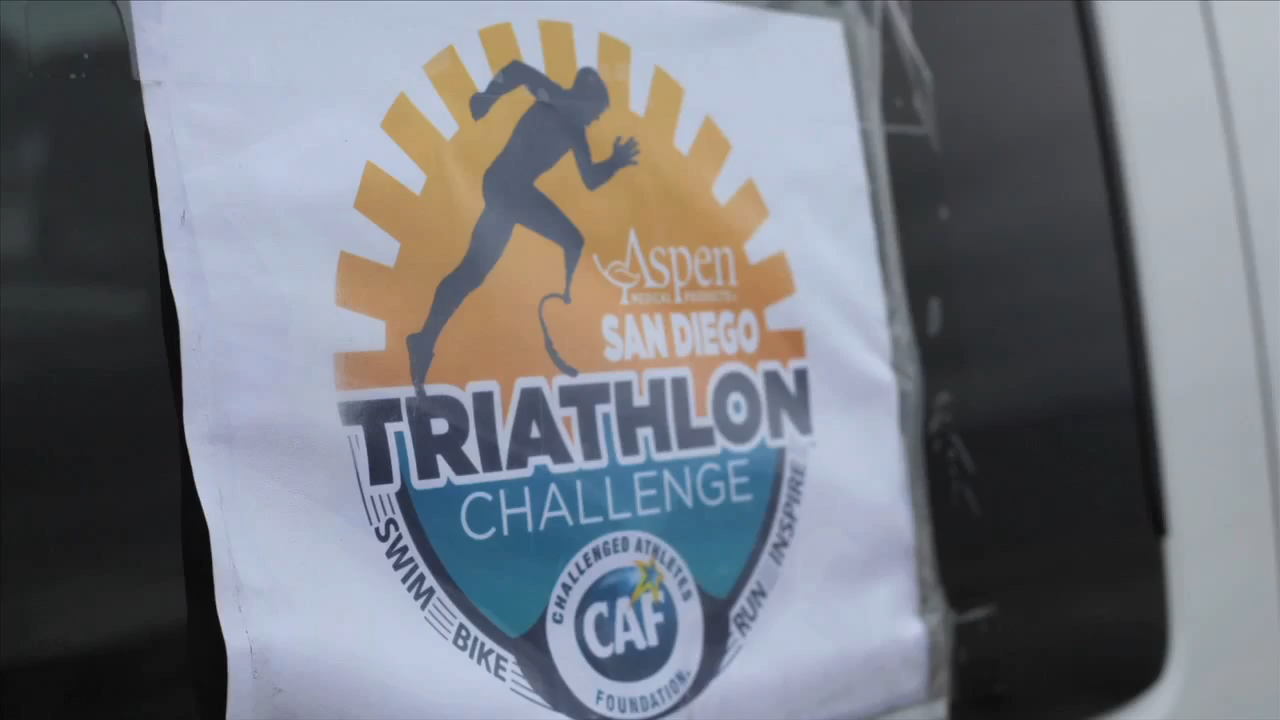 Aspen
MEDICAL PRODUCTS
SAN DIEGO
TRIATHLON
CHALLENGE
SWIM BIKE
RUN INSPIRE
CHALLENGED ATHLETES
CAF
FOUNDATION